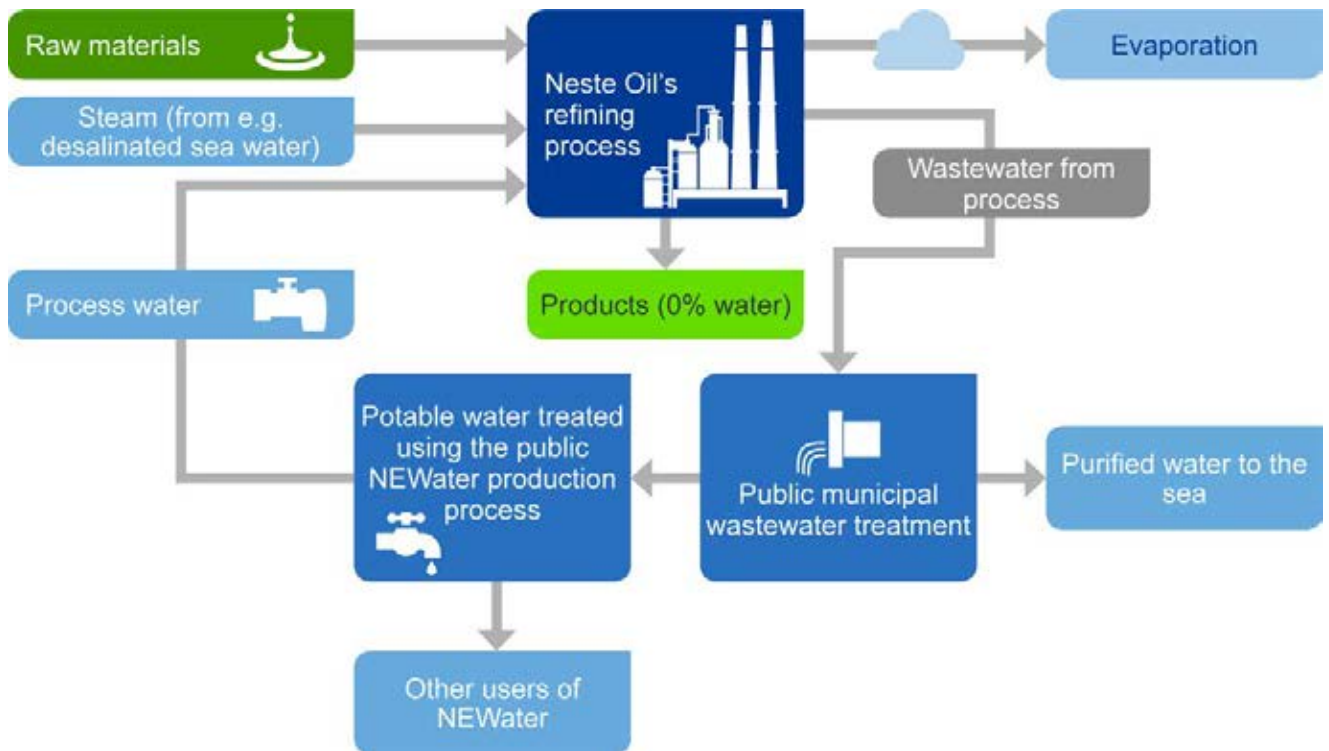 Raw materials
Neste Oil's
refining
process
Evaporation
Steam (from e.g.
desalinated sea water)
Wastewater from
process
Process water
Products (0% water)
Potable water treated
using the public
NEWater production
process
Public municipal
wastewater treatment
Purified water to the
sea
Other users of
NEWater